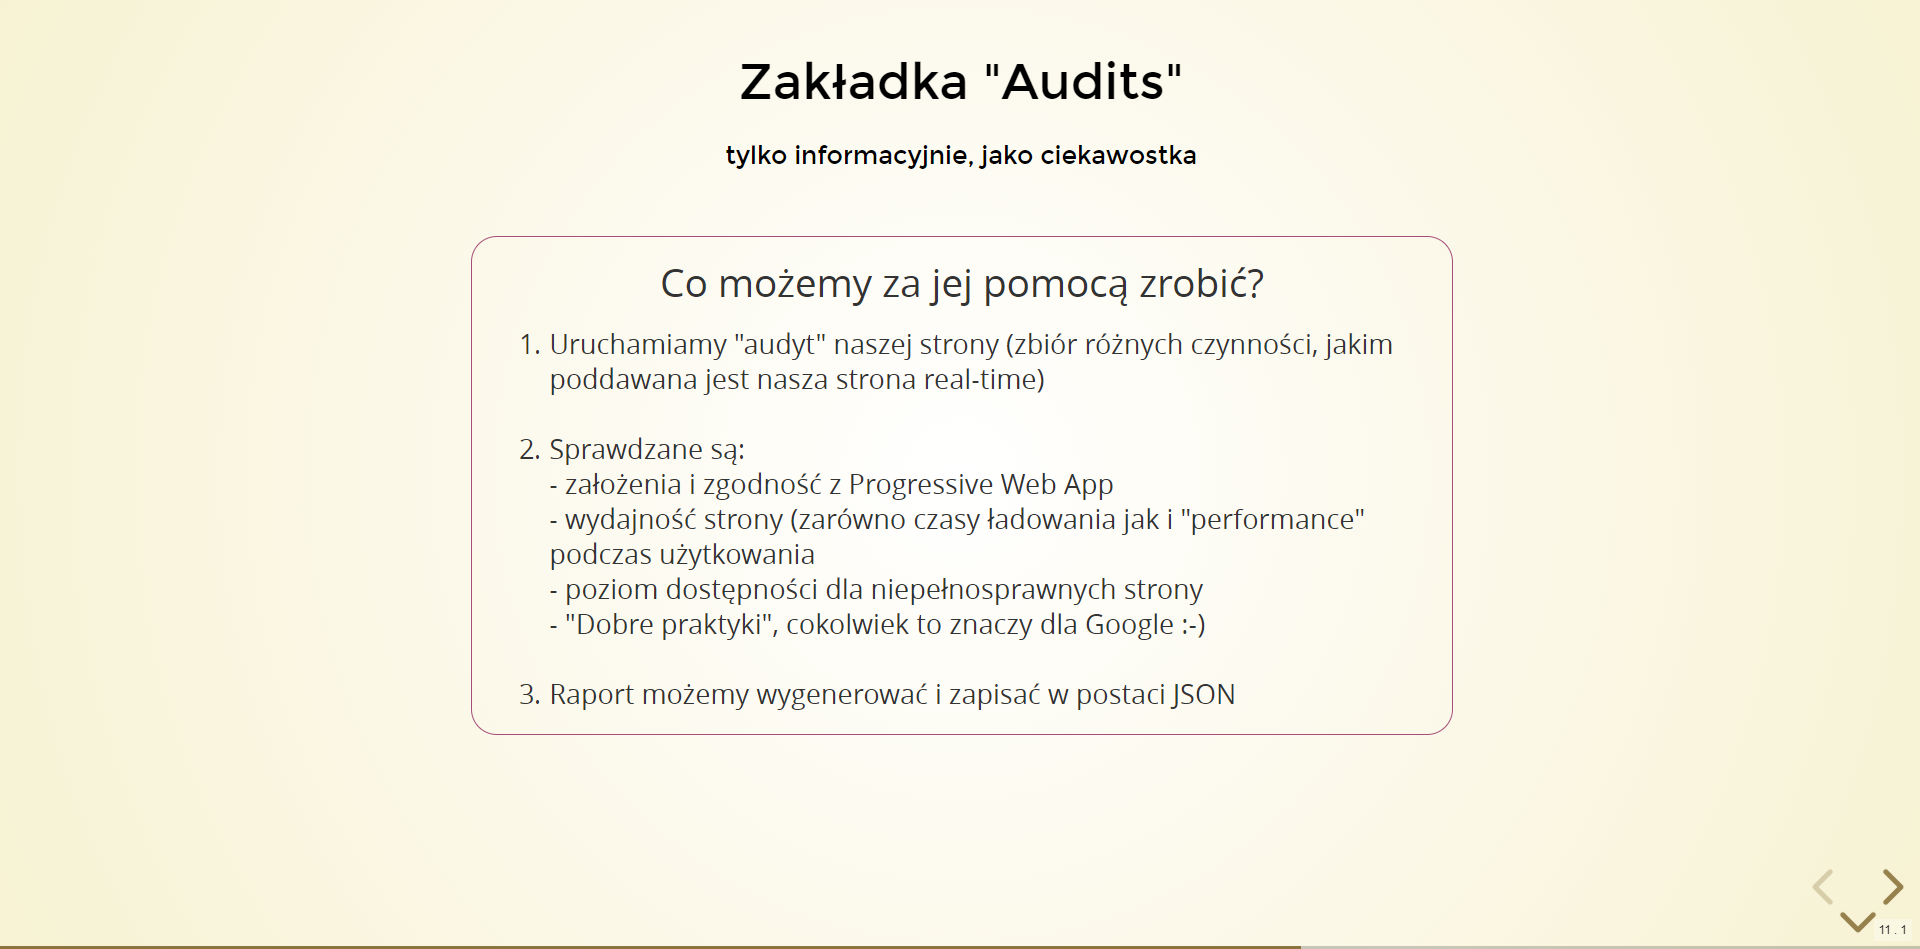 Zakładka "Audits"
tylko informacyjnie, jako ciekawostka
Co możemy za jej pomocą zrobić?
1. Uruchamiamy "audyt" naszej strony (zbiór różnych czynności, jakim
poddawana jest nasza strona real-time)
2. Sprawdzane są:
- założenia i zgodność z Progressive Web App
- wydajność strony (zarówno czasy ładowania jak i "performance"
podczas użytkowania
- poziom dostępności dla niepełnosprawnych strony
- "Dobre praktyki", cokolwiek to znaczy dla Google :-)
3. Raport możemy wygenerować i zapisać w postaci JSON
11 . 1